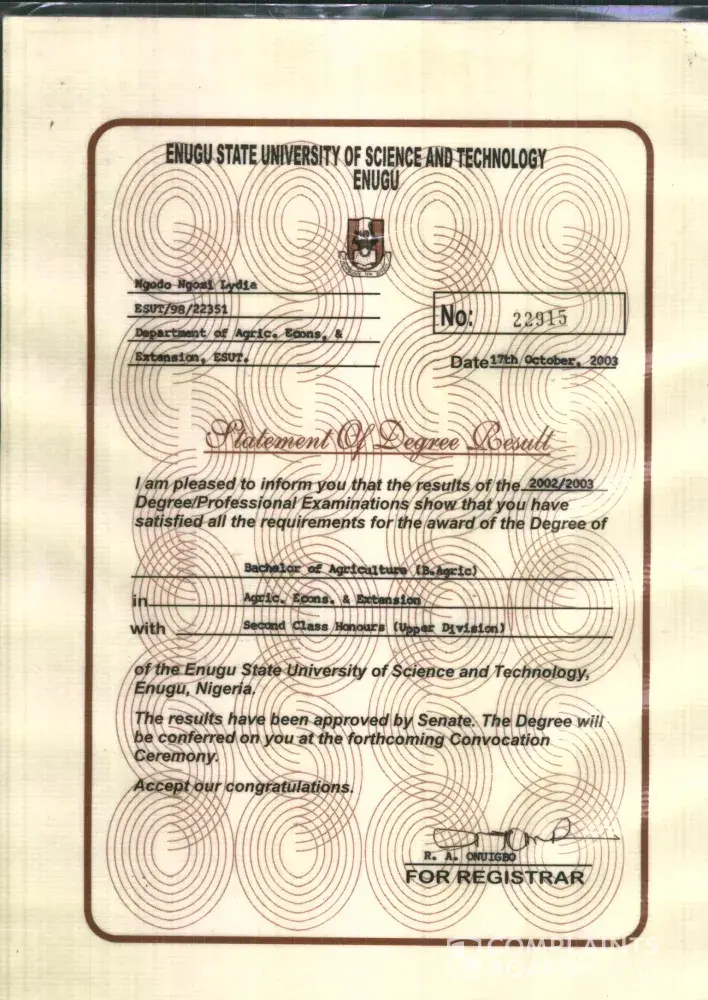 ENUGU STATE UNIVERSITY OF SCIENCE AND TECHNOLOGY
ENUGU
Ngodo Ngozi Lydia
ESUT/98/22351
Department of Agric. Econs. &
Extension, ESUT.
No: 22915
Date 17th October, 2003
Statement Of Degree Result
I am pleased to inform you that the results of the 2002/2003
Degree/Professional Examinations show that you have
satisfied all the requirements for the award of the Degree of
Bachelor of Agriculture (B.Agric)
in Agric. Econs. & Extension
with Second Class Honours (Upper Division)
of the Enugu State University of Science and Technology,
Enugu, Nigeria.
The results have been approved by Senate. The Degree will
be conferred on you at the forthcoming Convocation
Ceremony.
Accept our congratulations.
R. A. ONUIGBO
FOR REGISTRAR
COMPLAINTS
BOARD